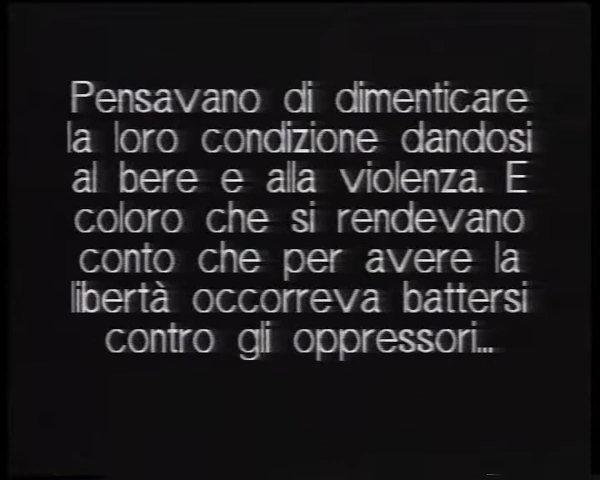 Pensavano di dimenticare
la loro condizione dandosi
al bere e alla violenza. E
coloro che si rendevano
conto che per avere la
libertà occorreva battersi
contro gli oppressori...